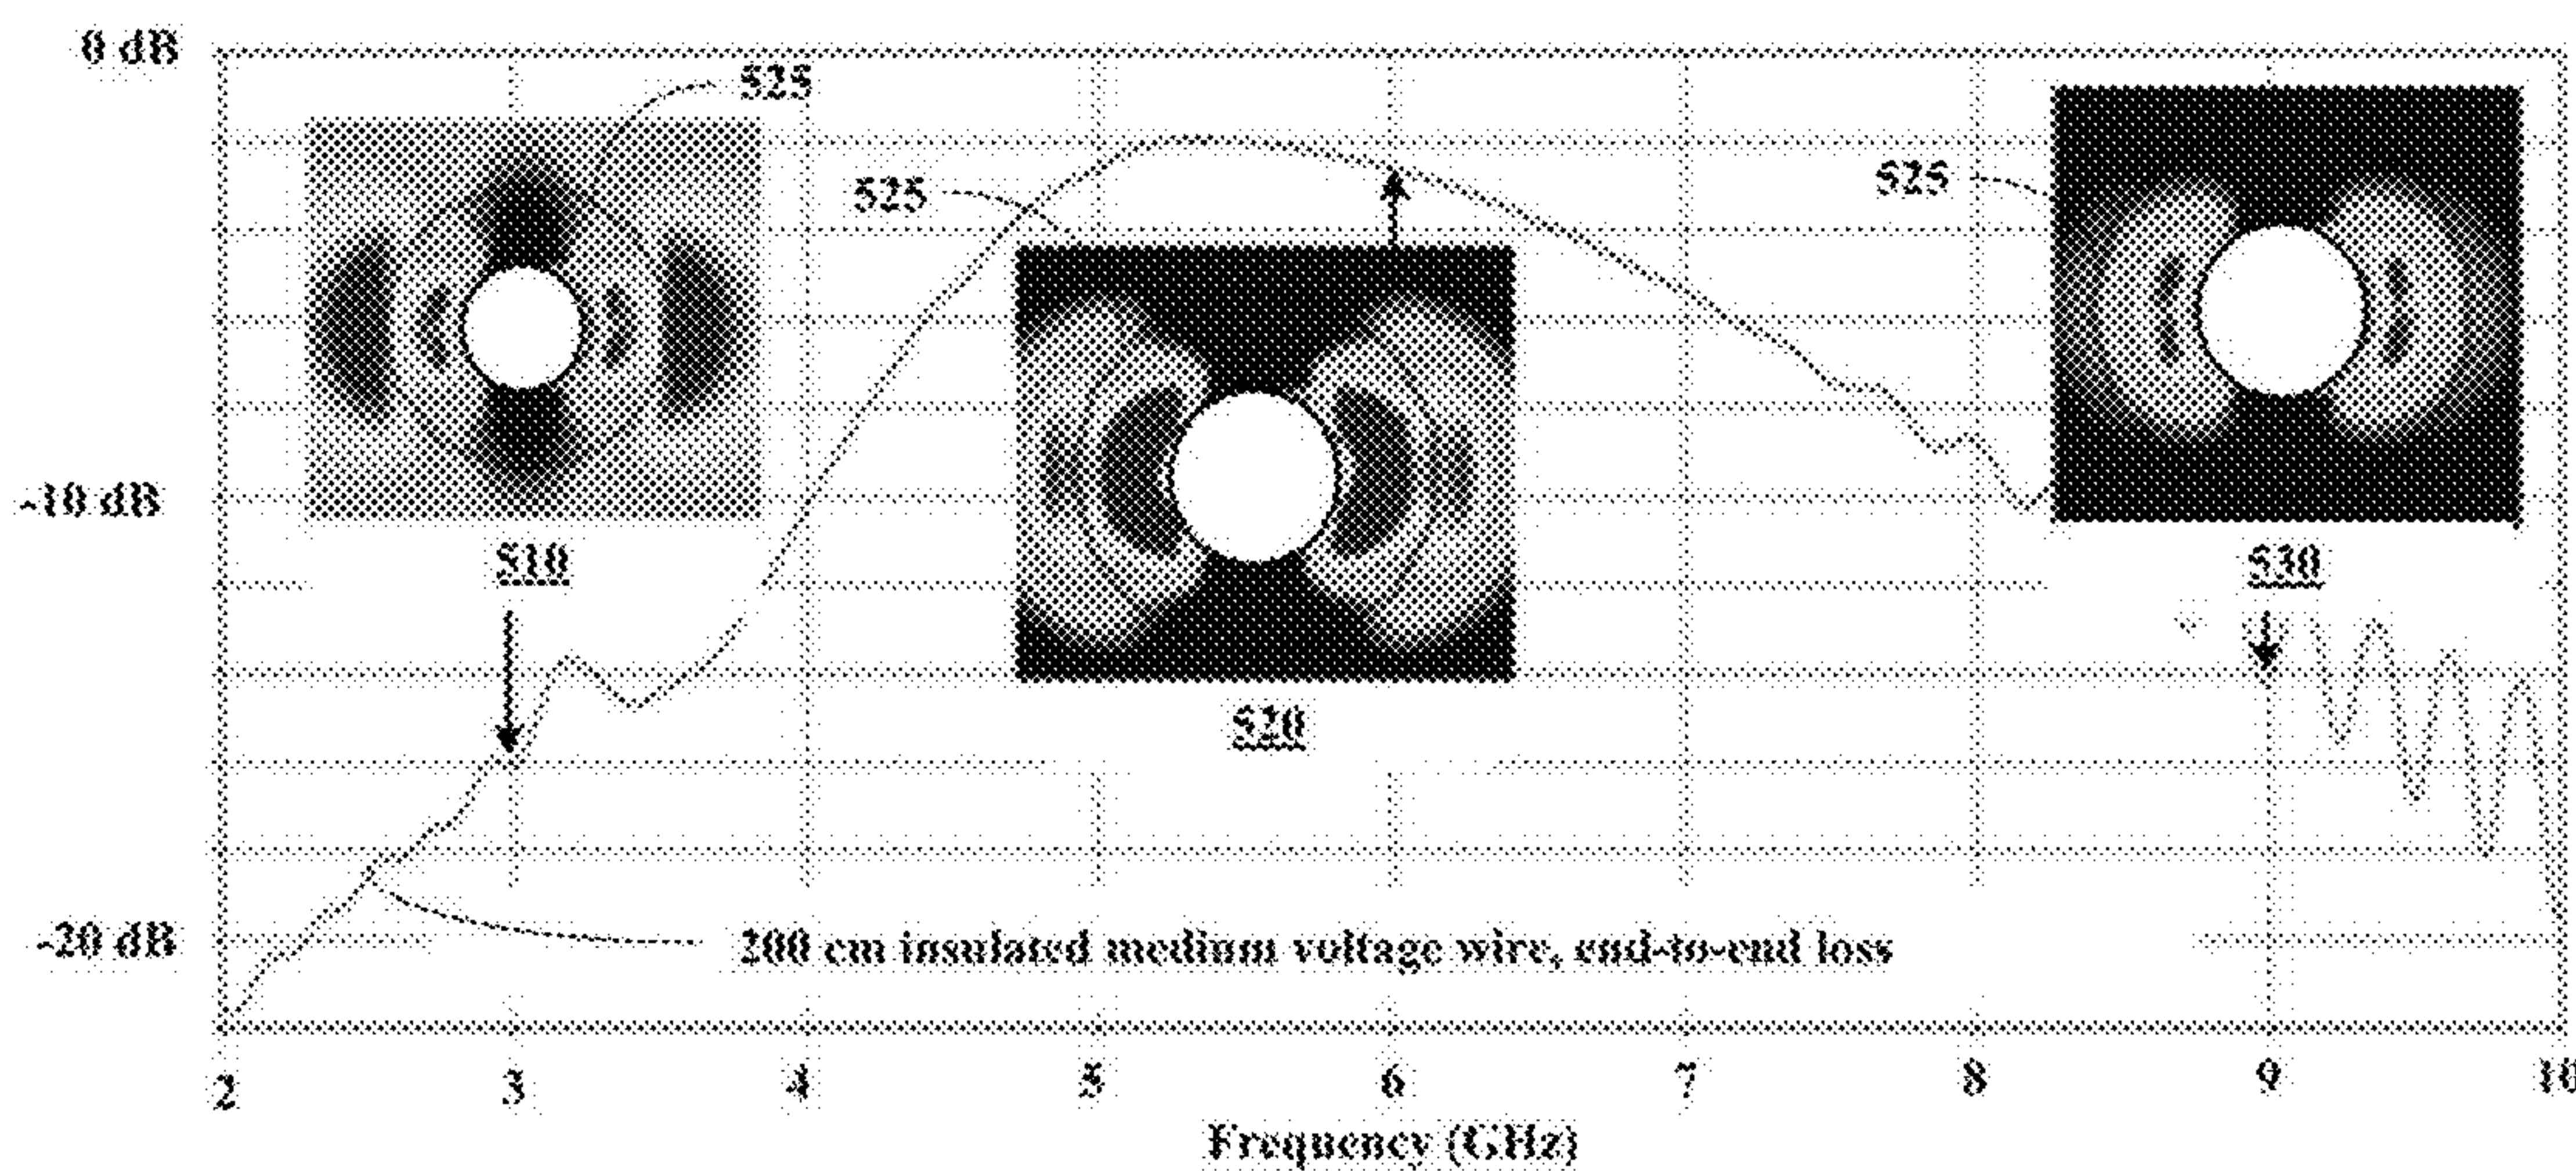 0 dB
525
525
525
-10 dB
510
530
520
-20 dB
200 cm insulated medium voltage wire, end-to-end loss
2 3 4 5 6 7 8 9 10
Frequency (GHz)